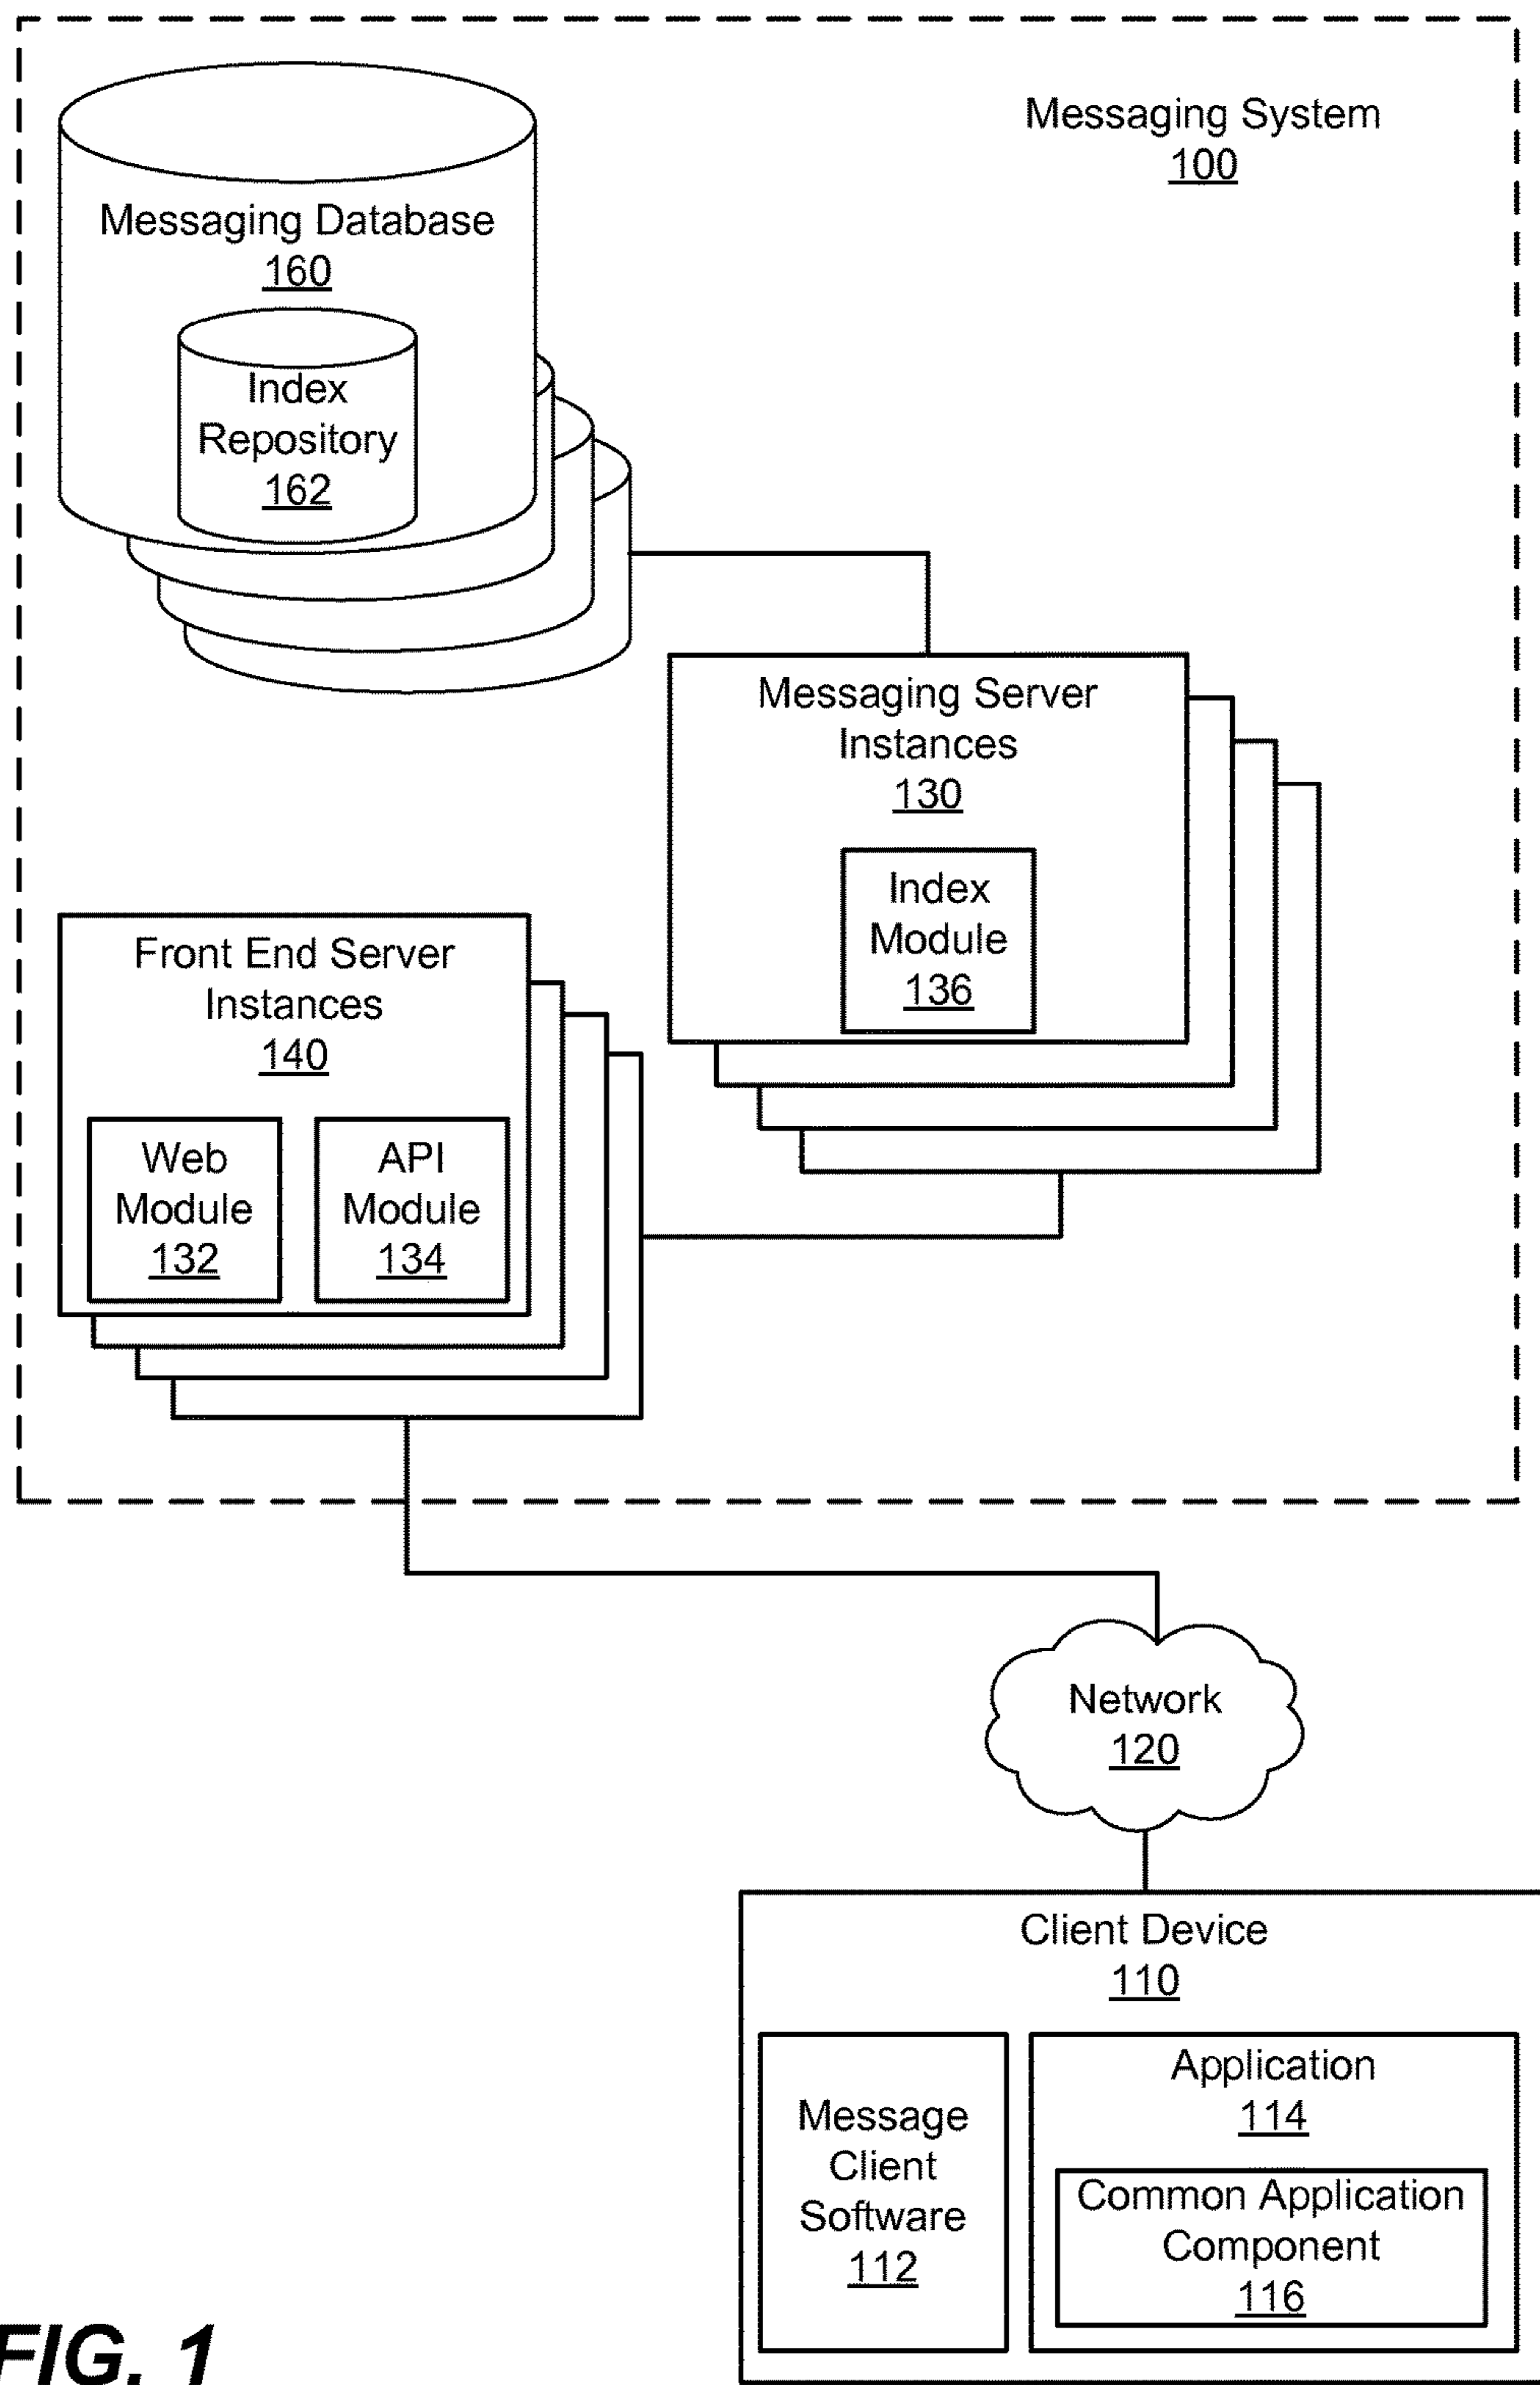 Messaging System
100
Messaging Database
160
Index
Repository
162
Messaging Server
Instances
130
Index
Module
136
Front End Server
Instances
140
Web
Module
132
API
Module
134
Network
120
Client Device
110
Message
Client
Software
112
Application
114
Common Application
Component
116
FIG. 1